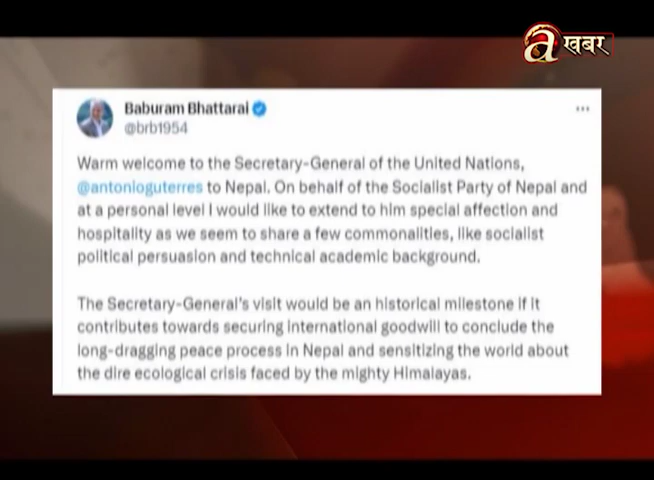 a खबर
Baburam Bhattarai
@brb1954
Warm welcome to the Secretary-General of the United Nations,
@antonioguterres to Nepal. On behalf of the Socialist Party of Nepal and
at a personal level I would like to extend to him special affection and
hospitality as we seem to share a few commonalities, like socialist
political persuasion and technical academic background.
The Secretary-General's visit would be an historical milestone if it
contributes towards securing international goodwill to conclude the
long-dragging peace process in Nepal and sensitizing the world about
the dire ecological crisis faced by the mighty Himalayas.